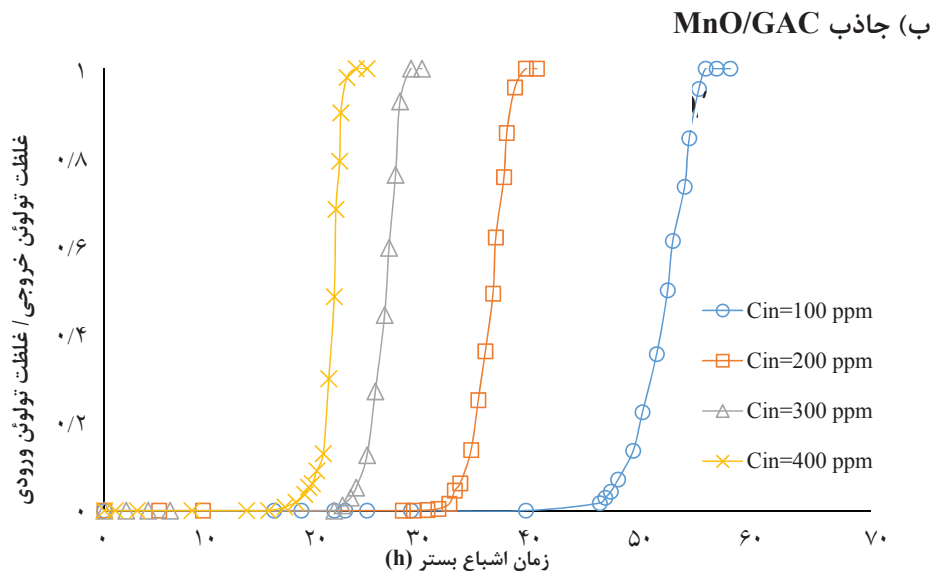 ب) جاذب MnO/GAC
غلظت تولوئن خروجی / غلظت تولوئن ورودی
۱
۰/۸
۰/۶
۰/۴
۰/۲
۰
Cin=100 ppm
Cin=200 ppm
Cin=300 ppm
Cin=400 ppm
۰ ۱۰ ۲۰ ۳۰ ۴۰ ۵۰ ۶۰ ۷۰
زمان اشباع بستر (h)